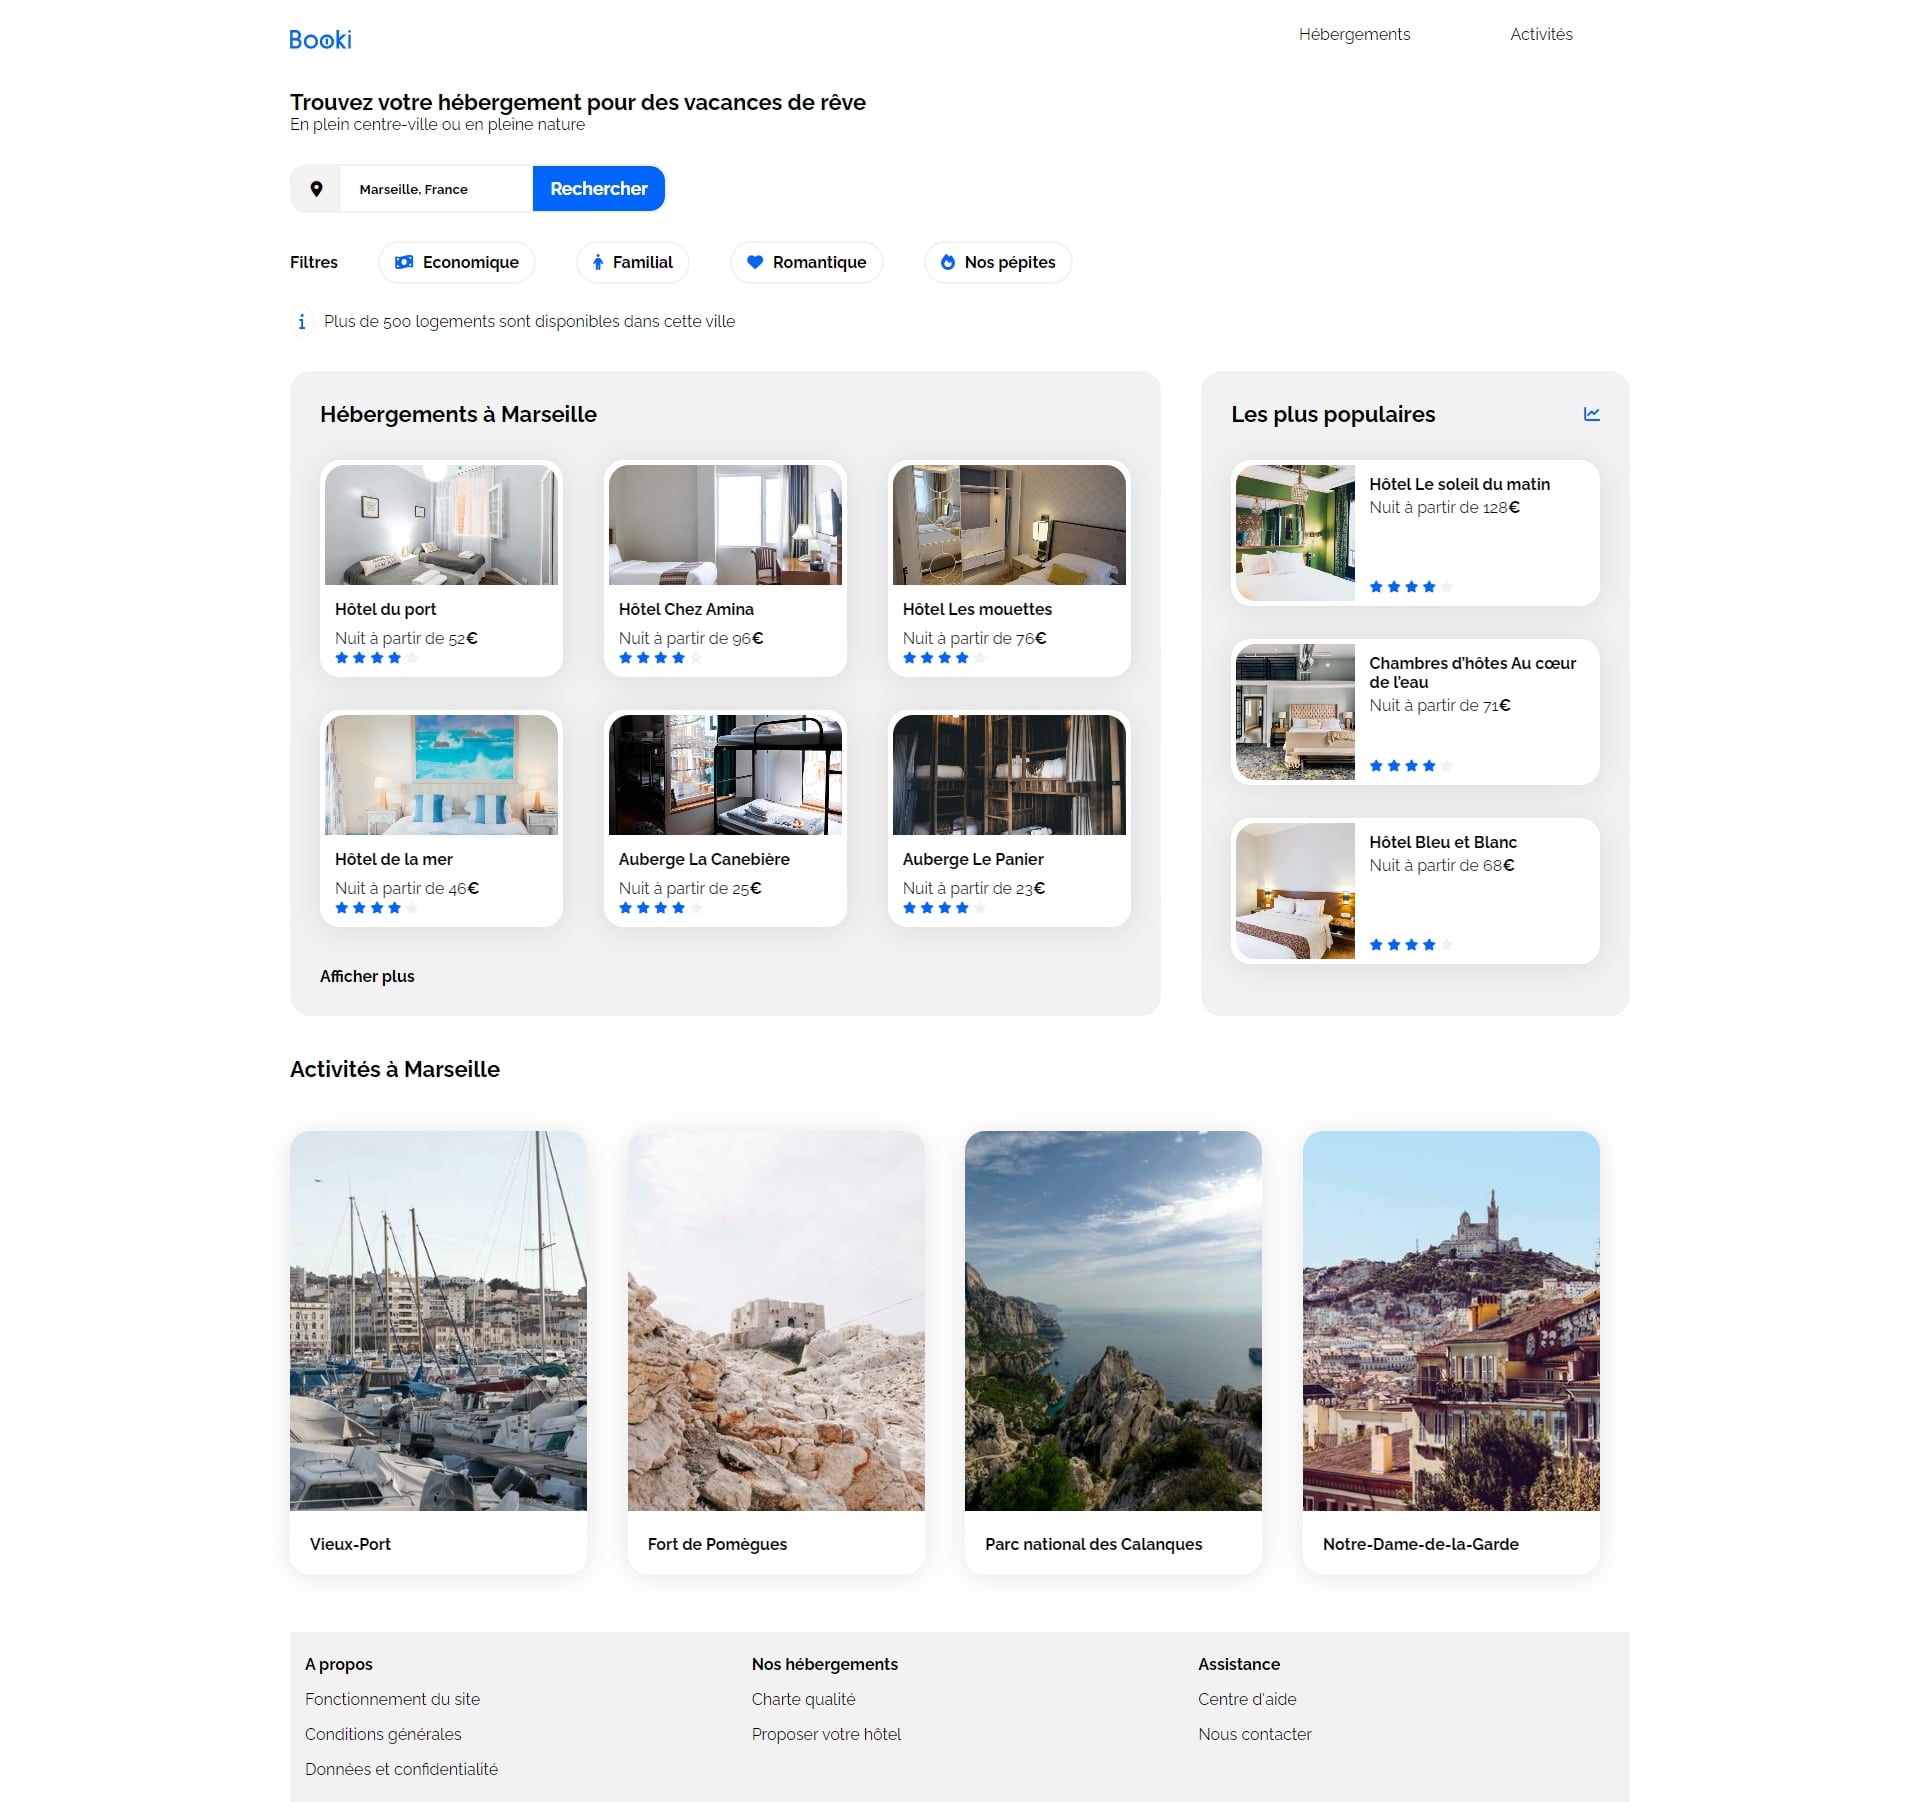 Booki
Hébergements
Activités
Trouvez votre hébergement pour des vacances de rêve
En plein centre-ville ou en pleine nature
Marseille, France
Rechercher
Filtres
Economique
Familial
Romantique
Nos pépites
Plus de 500 logements sont disponibles dans cette ville
Hébergements à Marseille
Hôtel du port
Nuit à partir de 52€
Hôtel Chez Amina
Nuit à partir de 96€
Hôtel Les mouettes
Nuit à partir de 76€
Hôtel de la mer
Nuit à partir de 46€
Auberge La Canebière
Nuit à partir de 25€
Auberge Le Panier
Nuit à partir de 23€
Afficher plus
Les plus populaires
Hôtel Le soleil du matin
Nuit à partir de 128€
Chambres d’hôtes Au cœur
de l’eau
Nuit à partir de 71€
Hôtel Bleu et Blanc
Nuit à partir de 68€
Activités à Marseille
Vieux-Port
Fort de Pomègues
Parc national des Calanques
Notre-Dame-de-la-Garde
A propos
Fonctionnement du site
Conditions générales
Données et confidentialité
Nos hébergements
Charte qualité
Proposer votre hôtel
Assistance
Centre d'aide
Nous contacter